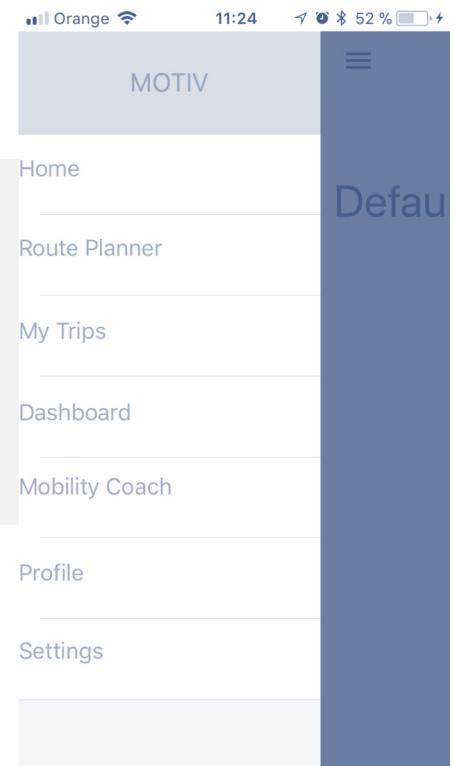 Orange 11:24 52 %
MOTIV
Home
Defau
Route Planner
My Trips
Dashboard
Mobility Coach
Profile
Settings